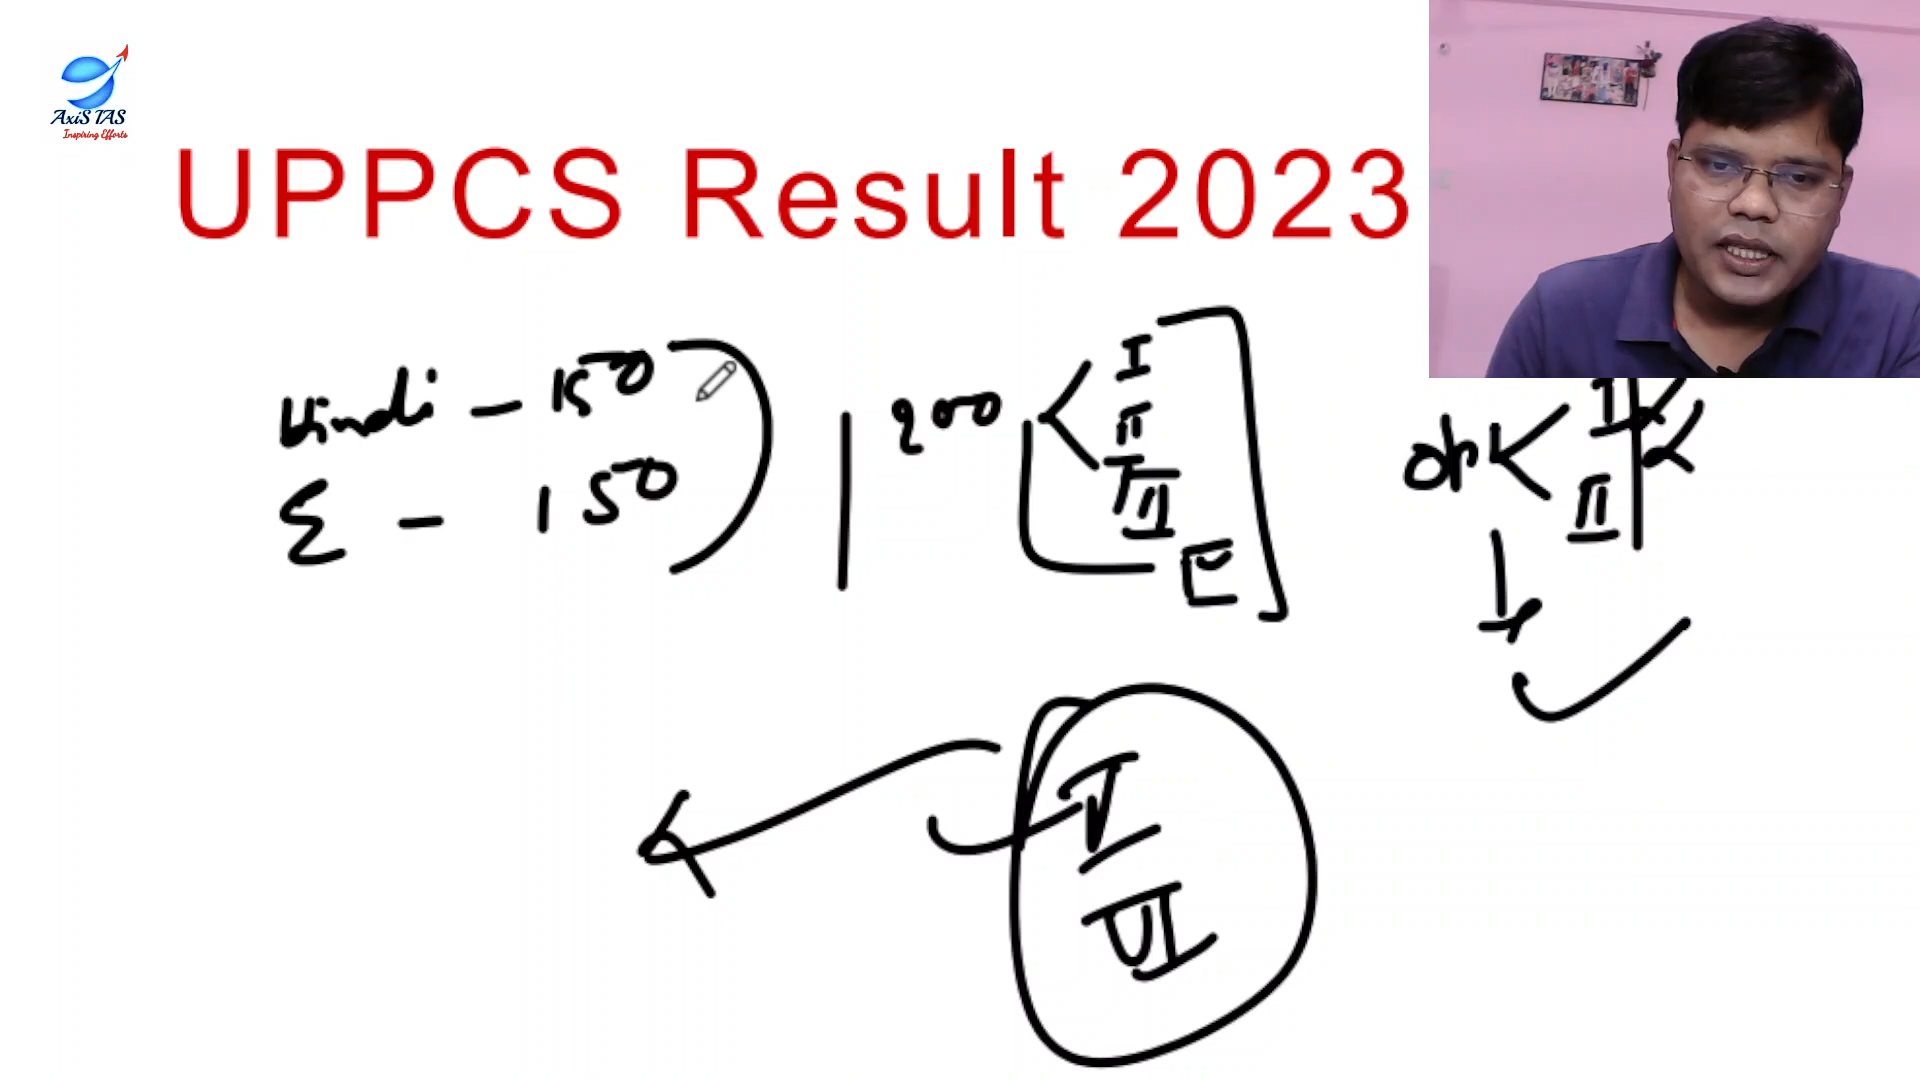 AxiS IAS
Inspiring Efforts
UPPCS Result 2023
Hindi - 150
E - 150
200
I
II
III
IV
I
II
V
VI